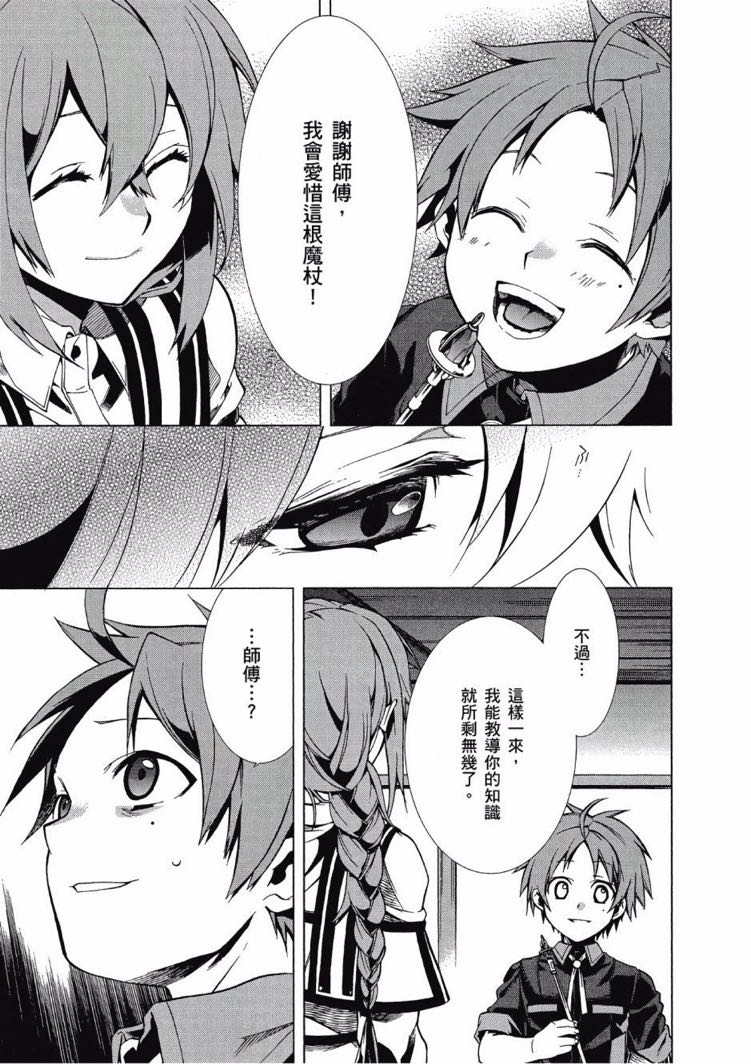 謝謝師傅，
我會愛惜這根魔杖！
不過…
這樣一來，
我能教導你的知識
就所剩無幾了。
…師傅…？